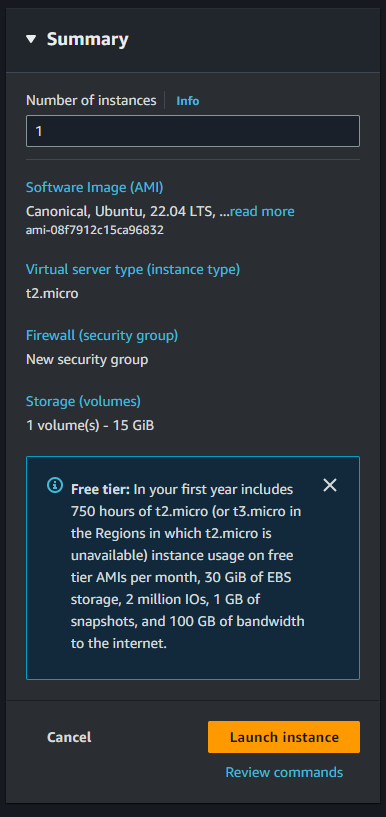 Summary
Number of instances Info
1
Software Image (AMI)
Canonical, Ubuntu, 22.04 LTS, ...read more
ami-08f7912c15ca96832
Virtual server type (instance type)
t2.micro
Firewall (security group)
New security group
Storage (volumes)
1 volume(s) - 15 GiB
Free tier: In your first year includes
750 hours of t2.micro (or t3.micro in
the Regions in which t2.micro is
unavailable) instance usage on free
tier AMIs per month, 30 GiB of EBS
storage, 2 million IOs, 1 GB of
snapshots, and 100 GB of bandwidth
to the internet.
Cancel
Launch instance
Review commands